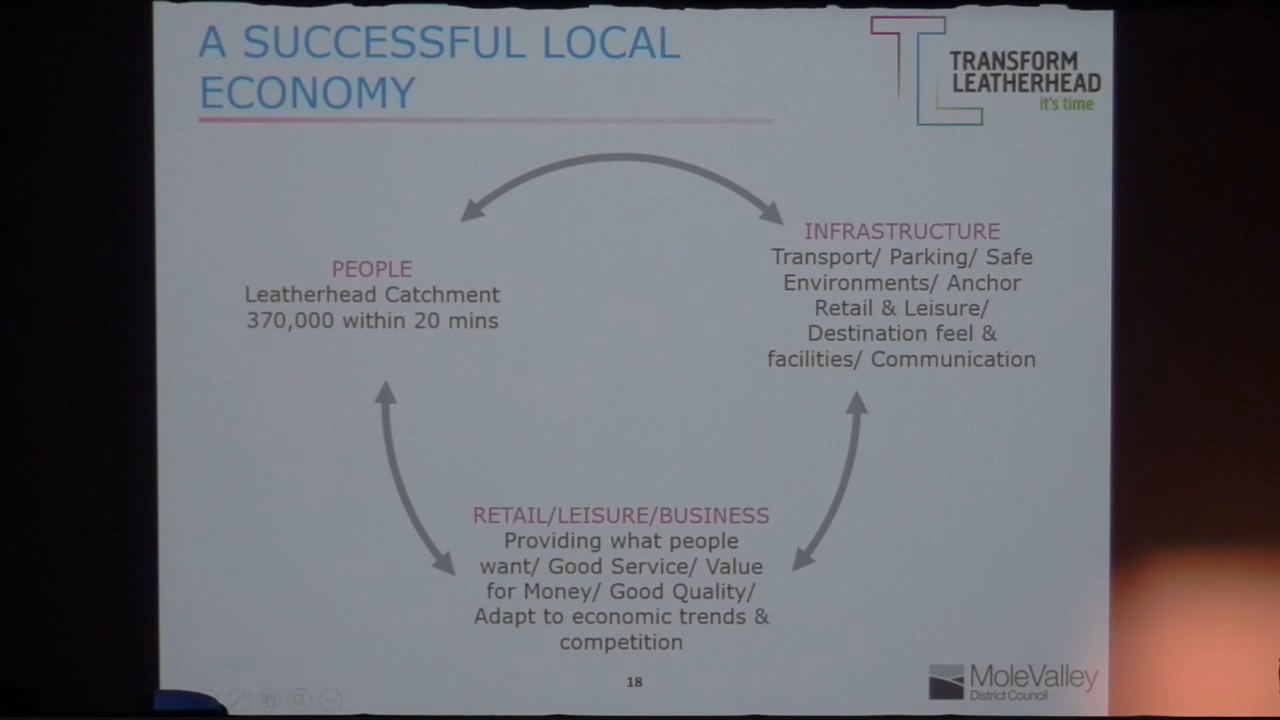 A SUCCESSFUL LOCAL
ECONOMY
TRANSFORM
LEATHERHEAD
it's time
PEOPLE
Leatherhead Catchment
370,000 within 20 mins
INFRASTRUCTURE
Transport/ Parking/ Safe
Environments/ Anchor
Retail & Leisure/
Destination feel &
facilities/ Communication
RETAIL/LEISURE/BUSINESS
Providing what people
want/ Good Service/ Value
for Money/ Good Quality/
Adapt to economic trends &
competition
18
MoleValley
District Council